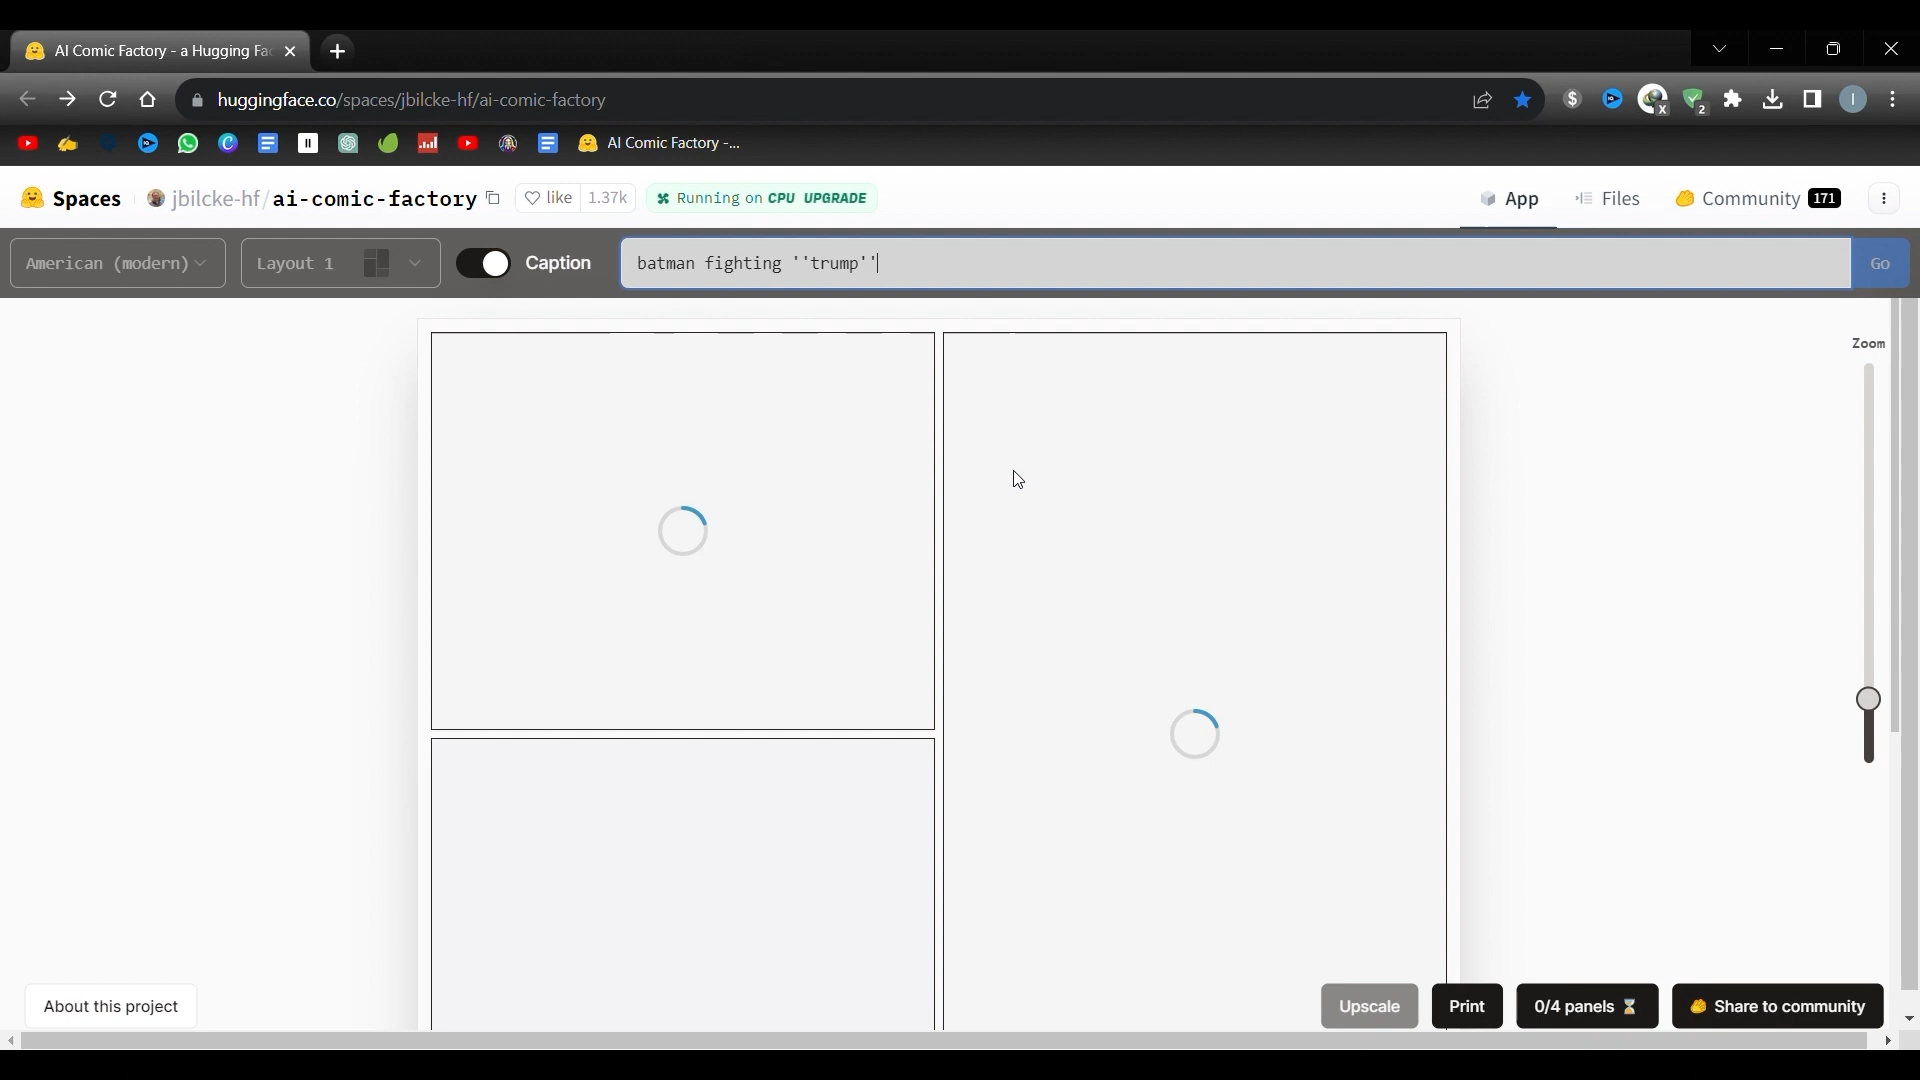 AI Comic Factory - a Hugging Fac
huggingface.co/spaces/jbilcke-hf/ai-comic-factory
$
X
2
I
AI Comic Factory -...
Spaces
jbilcke-hf/ai-comic-factory
like
1.37k
Running on CPU UPGRADE
App
Files
Community
171
American (modern)
Layout 1
Caption
batman fighting ''trump''
Go
Zoom
About this project
Upscale
Print
0/4 panels
Share to community